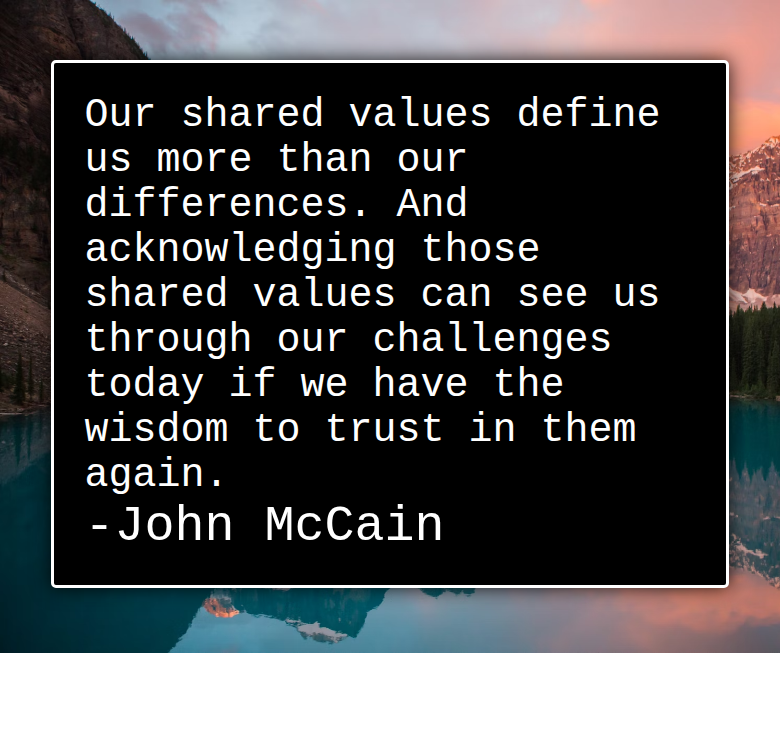 Our shared values define
us more than our
differences. And
acknowledging those
shared values can see us
through our challenges
today if we have the
wisdom to trust in them
again.
-John McCain